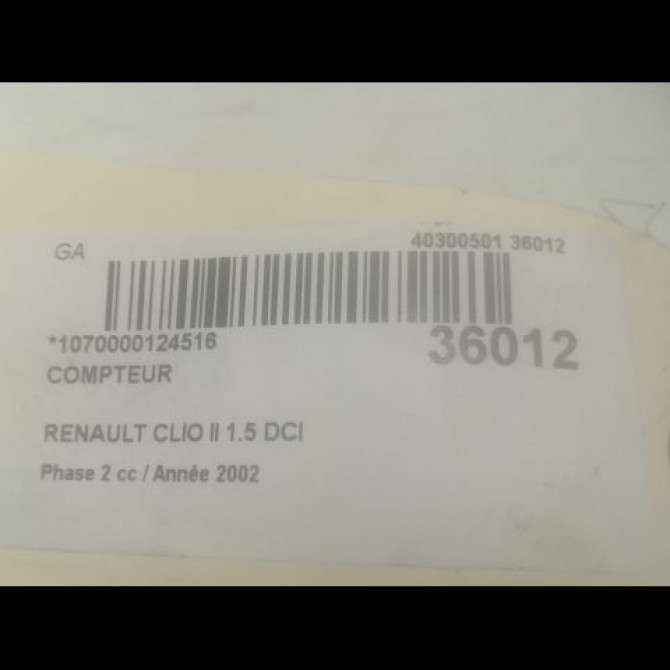 GA 40300501 36012
*1070000124516 36012
COMPTEUR
RENAULT CLIO II 1.5 DCI
Phase 2 cc / Année 2002